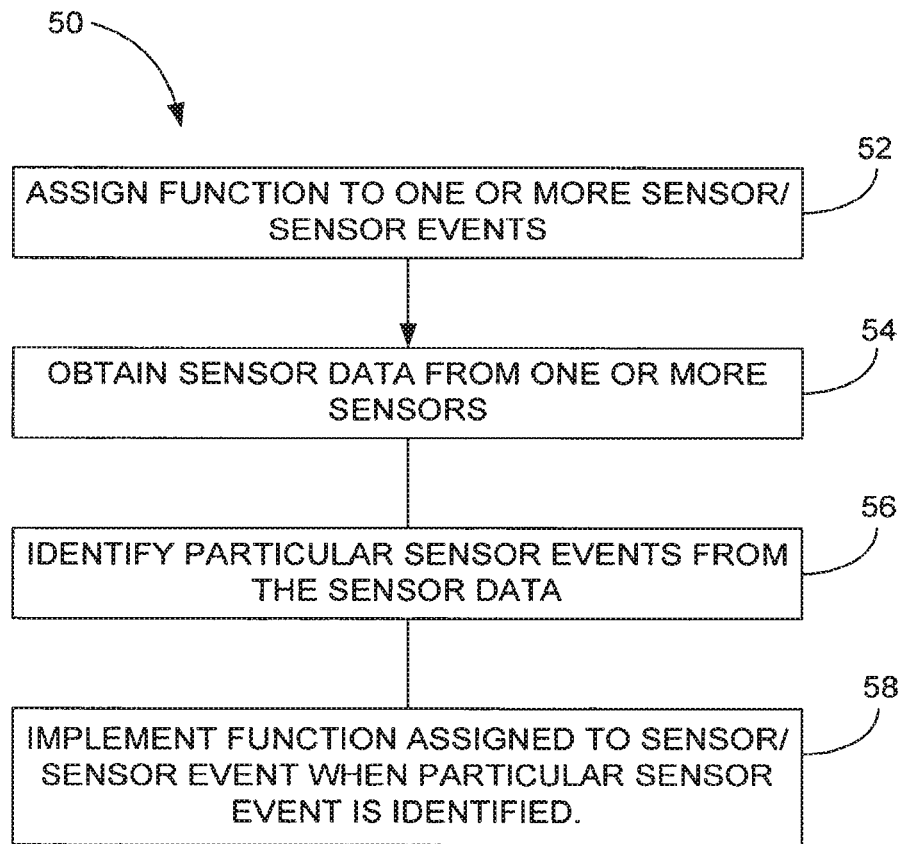 50
52
ASSIGN FUNCTION TO ONE OR MORE SENSOR/
SENSOR EVENTS
54
OBTAIN SENSOR DATA FROM ONE OR MORE
SENSORS
56
IDENTIFY PARTICULAR SENSOR EVENTS FROM
THE SENSOR DATA
58
IMPLEMENT FUNCTION ASSIGNED TO SENSOR/
SENSOR EVENT WHEN PARTICULAR SENSOR
EVENT IS IDENTIFIED.